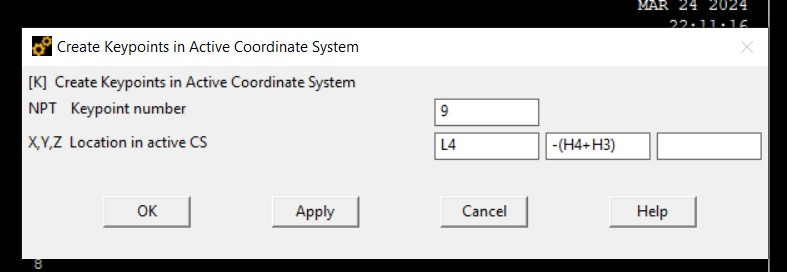 MAR 24 2024
22:11:16
Create Keypoints in Active Coordinate System
[K] Create Keypoints in Active Coordinate System
NPT Keypoint number 9
X,Y,Z Location in active CS L4 -(H4+H3)
OK Apply Cancel Help
8